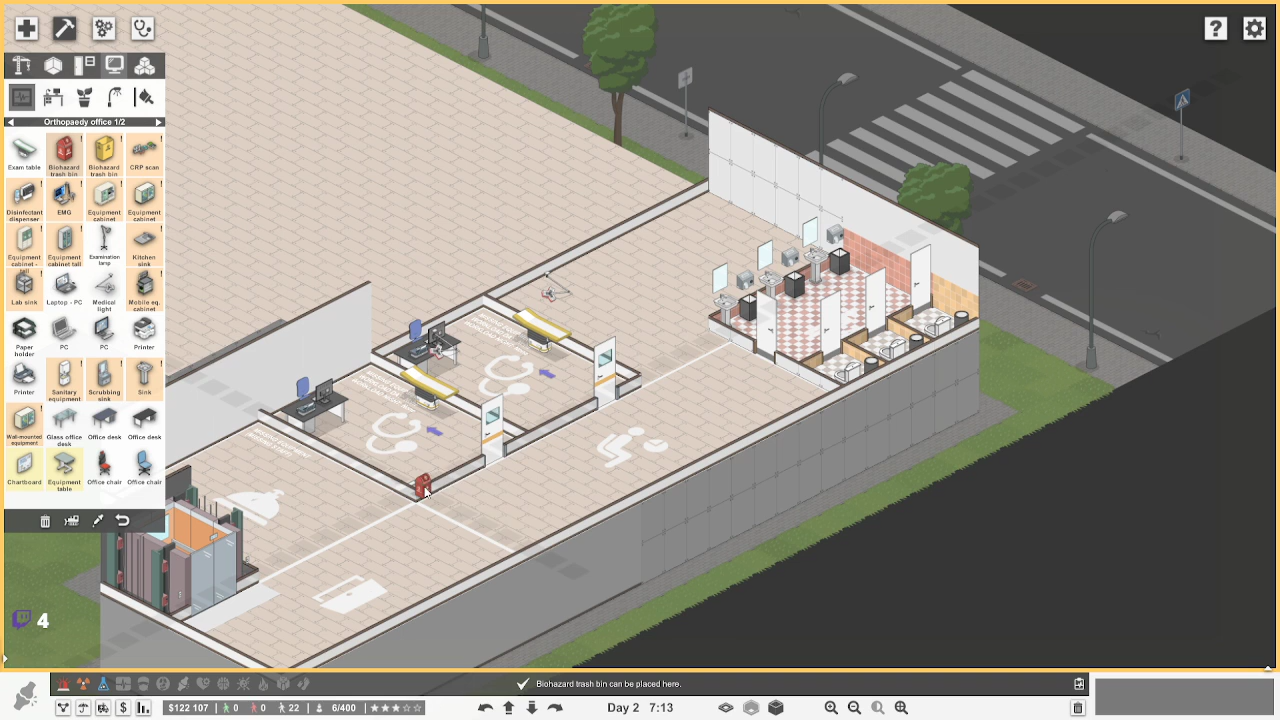 Orthopaedy office 1/2
Exam table
Biohazard trash bin
Biohazard trash bin
CRP scan
Disinfectant dispenser
EMG
Equipment cabinet
Equipment cabinet
Equipment cabinet - tall
Equipment cabinet tall
Examination lamp
Kitchen sink
Lab sink
Laptop - PC
Medical light
Mobile eq. cabinet
Paper holder
PC
PC
Printer
Printer
Sanitary equipment
Scrubbing sink
Sink
Wall-mounted equipment
Glass office desk
Office desk
Office desk
Chartboard
Equipment table
Office chair
Office chair
4
Biohazard trash bin can be placed here.
$122 107
0
0
22
6/400
Day 2 7:13